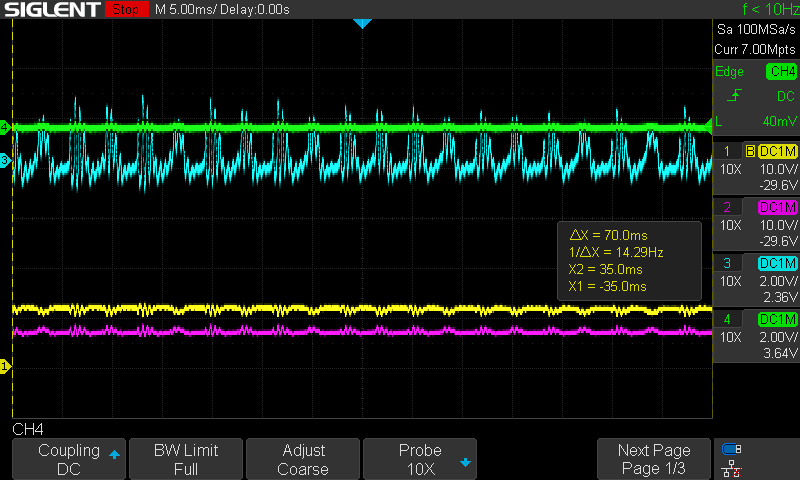 SIGLENT Stop M 5.00ms/ Delay:0.00s f < 10Hz
Sa 100MSa/s
Curr 7.00Mpts
Edge CH4
DC
L 40mV
4
3
1 B DC1M
10X 10.0V/
-29.6V
2 DC1M
10X 10.0V/
-29.6V
△X = 70.0ms
1/△X = 14.29Hz
X2 = 35.0ms
X1 = -35.0ms
3 DC1M
10X 2.00V/
2.36V
4 DC1M
10X 2.00V/
3.64V
1
CH4
Coupling
DC
BW Limit
Full
Adjust
Coarse
Probe
10X
Next Page
Page 1/3